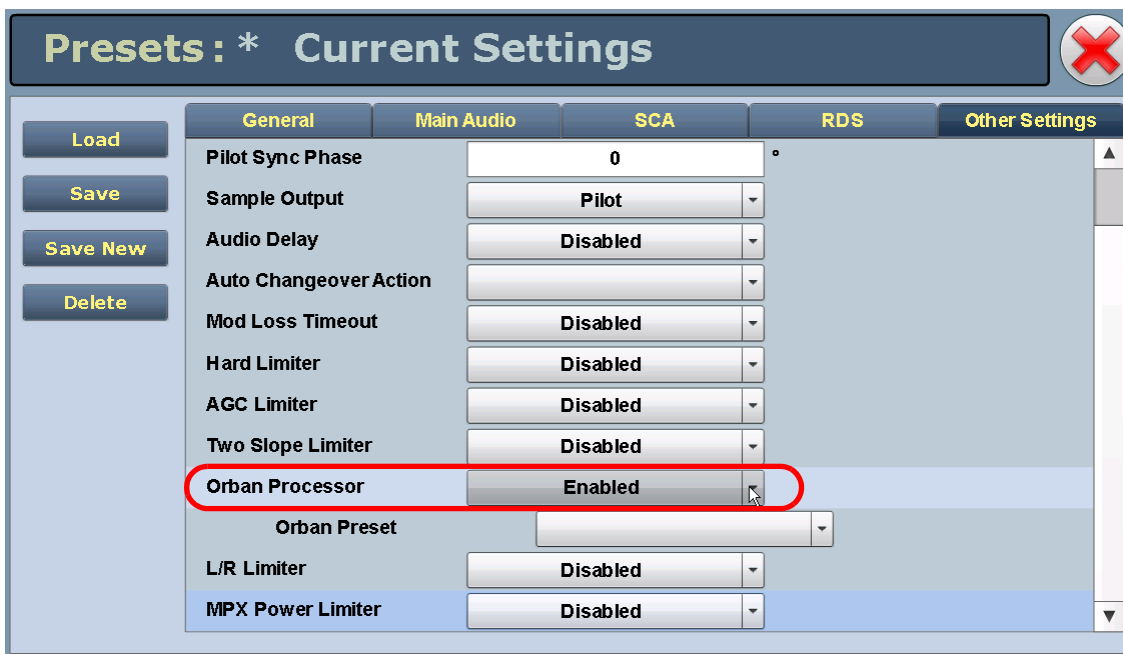 Presets: * Current Settings
Load
Save
Save New
Delete
General Main Audio SCA RDS Other Settings
Pilot Sync Phase 0 °
Sample Output Pilot
Audio Delay Disabled
Auto Changeover Action
Mod Loss Timeout Disabled
Hard Limiter Disabled
AGC Limiter Disabled
Two Slope Limiter Disabled
Orban Processor Enabled
Orban Preset
L/R Limiter Disabled
MPX Power Limiter Disabled